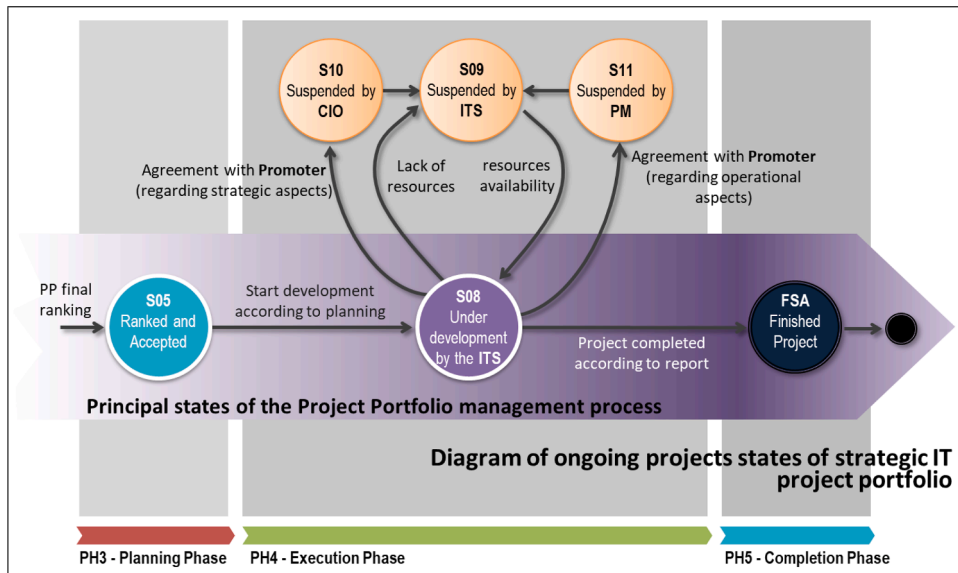 S10
Suspended by
CIO
S09
Suspended by
ITS
S11
Suspended by
PM
Agreement with Promoter
(regarding strategic aspects)
Lack of
resources
resources
availability
Agreement with Promoter
(regarding operational
aspects)
PP final
ranking
S05
Ranked and
Accepted
Start development
according to planning
S08
Under
development
by the ITS
Project completed
according to report
FSA
Finished
Project
Principal states of the Project Portfolio management process
Diagram of ongoing projects states of strategic IT
project portfolio
PH3 - Planning Phase
PH4 - Execution Phase
PH5 - Completion Phase